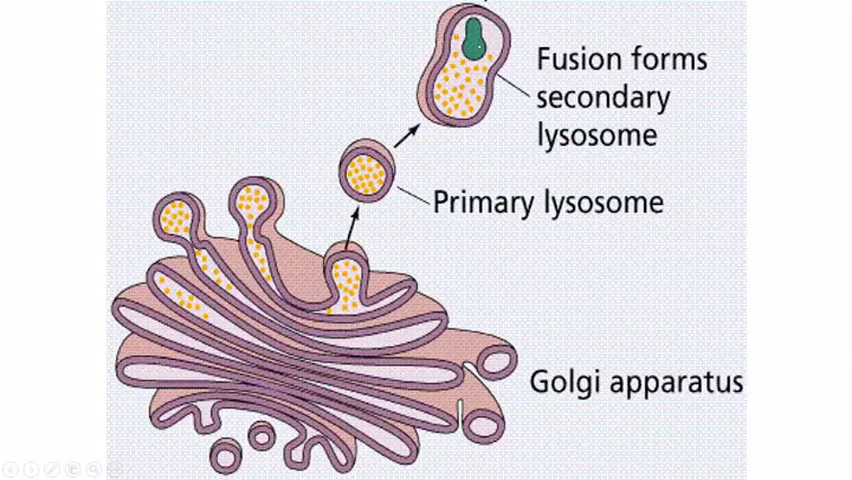 Fusion forms
secondary
lysosome
Primary lysosome
Golgi apparatus